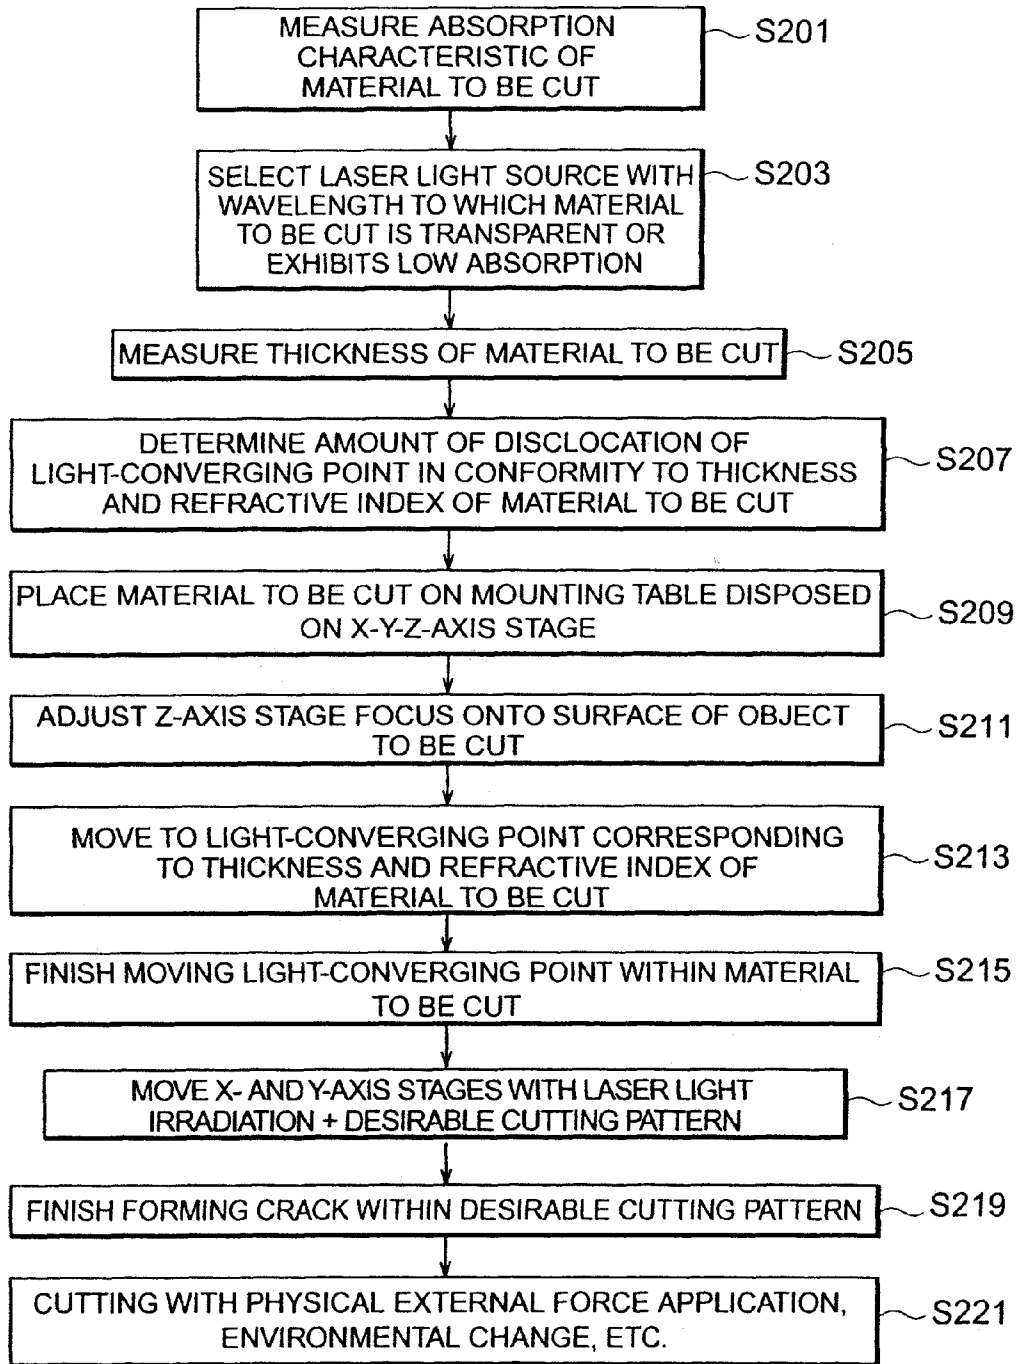 MEASURE ABSORPTION
CHARACTERISTIC OF
MATERIAL TO BE CUT
S201
SELECT LASER LIGHT SOURCE WITH
WAVELENGTH TO WHICH MATERIAL
TO BE CUT IS TRANSPARENT OR
EXHIBITS LOW ABSORPTION
S203
MEASURE THICKNESS OF MATERIAL TO BE CUT
S205
DETERMINE AMOUNT OF DISCLOCATION OF
LIGHT-CONVERGING POINT IN CONFORMITY TO THICKNESS
AND REFRACTIVE INDEX OF MATERIAL TO BE CUT
S207
PLACE MATERIAL TO BE CUT ON MOUNTING TABLE DISPOSED
ON X-Y-Z-AXIS STAGE
S209
ADJUST Z-AXIS STAGE FOCUS ONTO SURFACE OF OBJECT
TO BE CUT
S211
MOVE TO LIGHT-CONVERGING POINT CORRESPONDING
TO THICKNESS AND REFRACTIVE INDEX OF
MATERIAL TO BE CUT
S213
FINISH MOVING LIGHT-CONVERGING POINT WITHIN MATERIAL
TO BE CUT
S215
MOVE X- AND Y-AXIS STAGES WITH LASER LIGHT
IRRADIATION + DESIRABLE CUTTING PATTERN
S217
FINISH FORMING CRACK WITHIN DESIRABLE CUTTING PATTERN
S219
CUTTING WITH PHYSICAL EXTERNAL FORCE APPLICATION,
ENVIRONMENTAL CHANGE, ETC.
S221